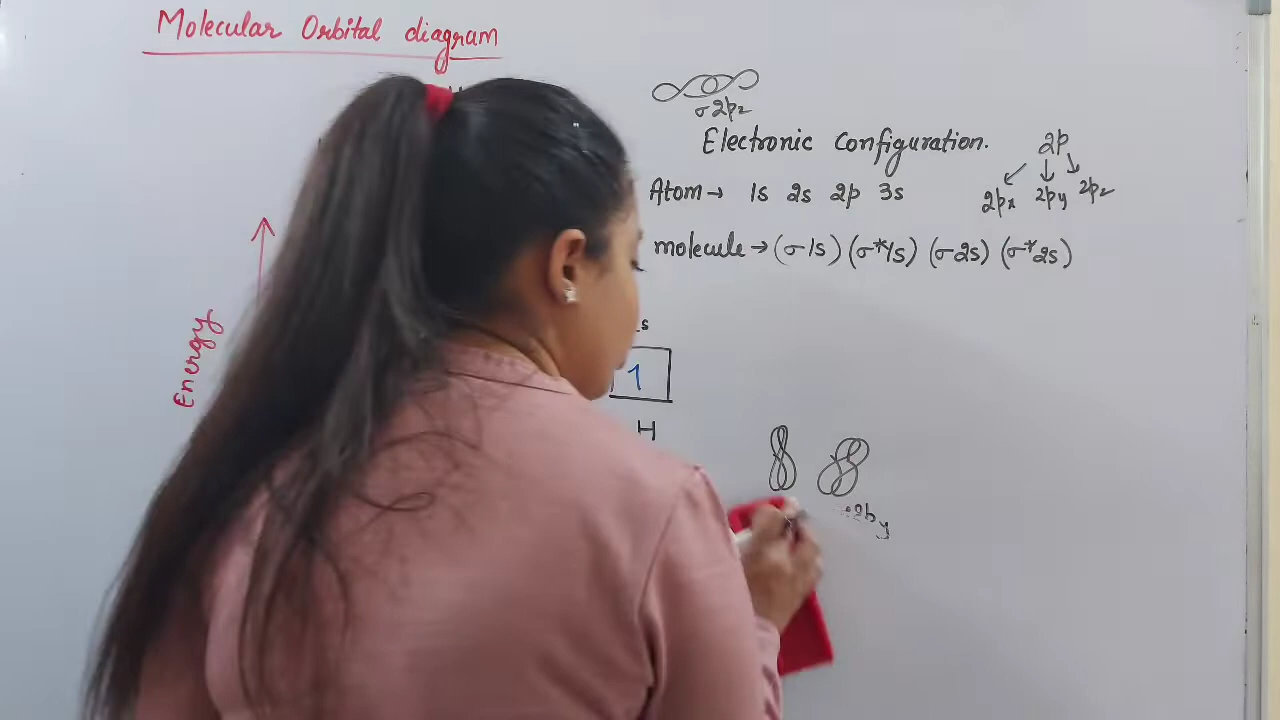 Molecular Orbital diagram
σ2pz
Electronic Configuration.
2p
Atom → 1s 2s 2p 3s
2px 2py 2pz
molecule → (σ1s) (σ*1s) (σ2s) (σ*2s)
Energy
1
H